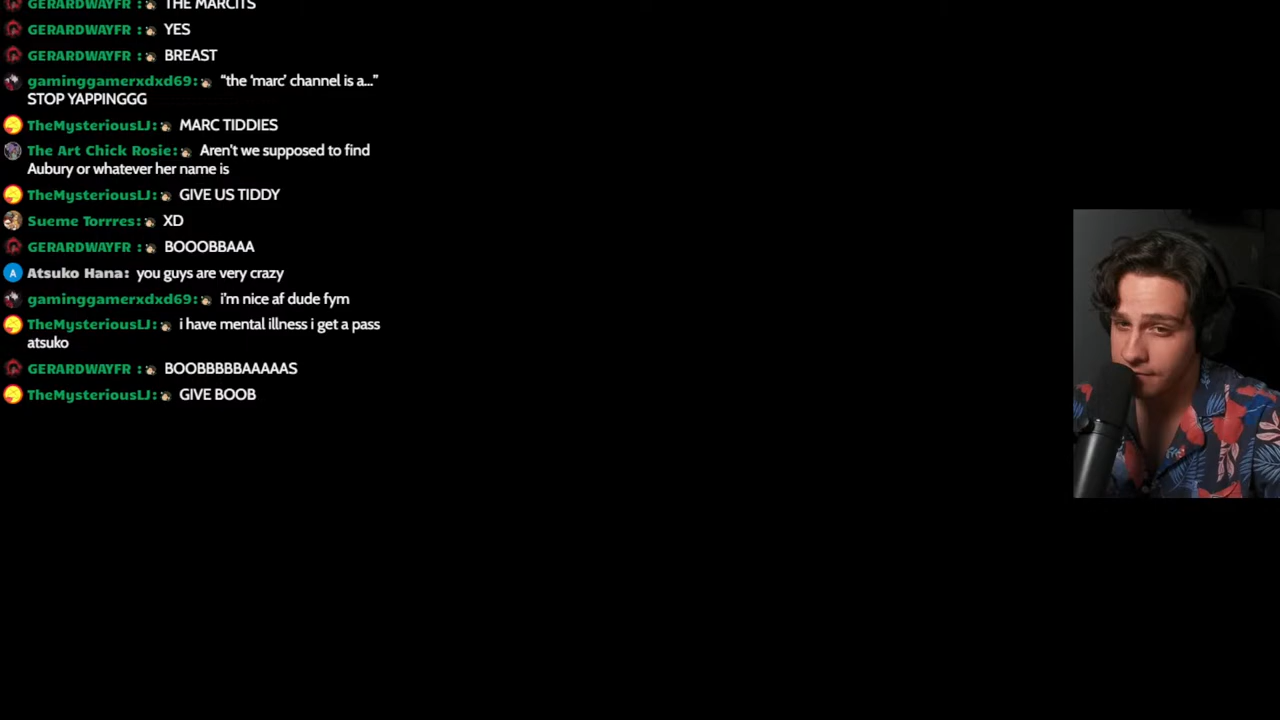 GERARDWAYFR : THE MARCITS
GERARDWAYFR : YES
GERARDWAYFR : BREAST
gaminggamerxdxd69: “the ‘marc’ channel is a...”
STOP YAPPINGGG
TheMysteriousLJ: MARC TIDDIES
The Art Chick Rosie: Aren't we supposed to find
Aubury or whatever her name is
TheMysteriousLJ: GIVE US TIDDY
Sueme Torrres: XD
GERARDWAYFR : BOOOBBAAA
A Atsuko Hana: you guys are very crazy
gaminggamerxdxd69: i’m nice af dude fym
TheMysteriousLJ: i have mental illness i get a pass
atsuko
GERARDWAYFR : BOOBBBBBAAAAAS
TheMysteriousLJ: GIVE BOOB